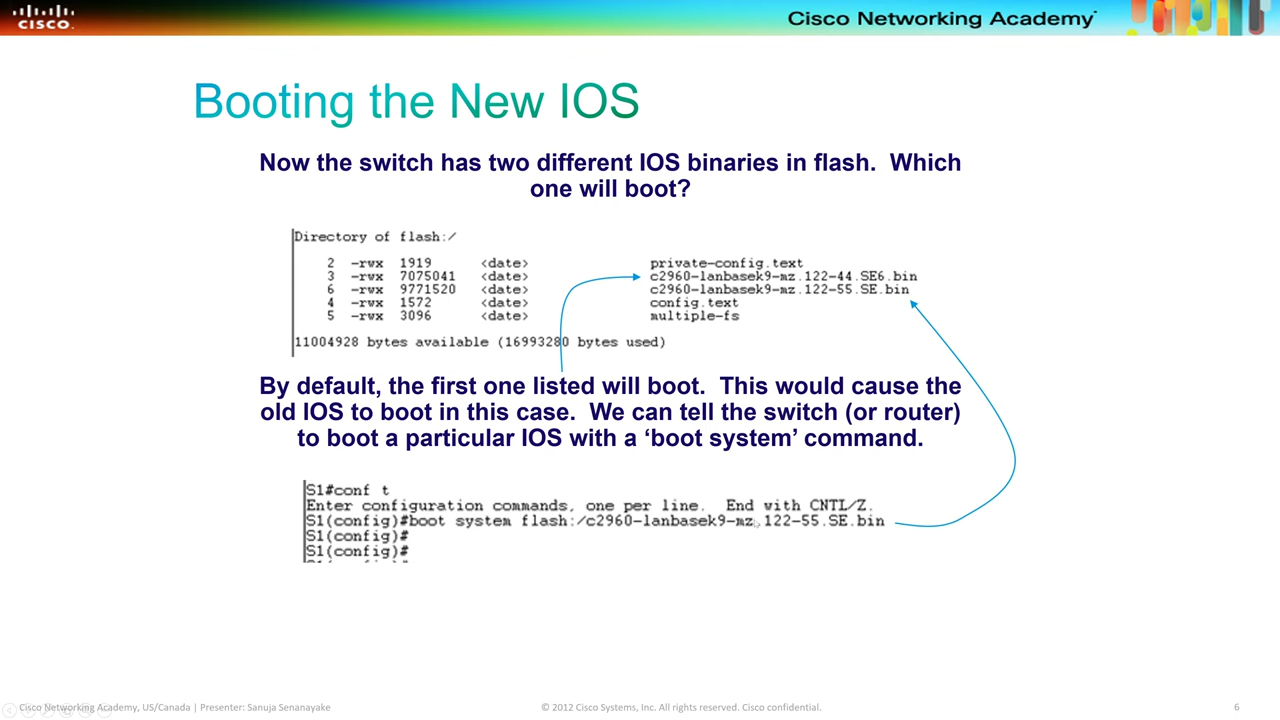 CISCO.
Cisco Networking Academy
Booting the New IOS
Now the switch has two different IOS binaries in flash.  Which
one will boot?
Directory of flash:/
2  -rwx  1919  <date>  private-config.text
3  -rwx  7075041  <date>  c2960-lanbasek9-mz.122-44.SE6.bin
6  -rwx  9771520  <date>  c2960-lanbasek9-mz.122-55.SE.bin
4  -rwx  1572  <date>  config.text
5  -rwx  3096  <date>  multiple-fs
11004928 bytes available (16993280 bytes used)
By default, the first one listed will boot.  This would cause the
old IOS to boot in this case.  We can tell the switch (or router)
to boot a particular IOS with a ‘boot system’ command.
S1#conf t
Enter configuration commands, one per line.  End with CNTL/Z.
S1(config)#boot system flash:/c2960-lanbasek9-mz.122-55.SE.bin
S1(config)#
S1(config)#
Cisco Networking Academy, US/Canada | Presenter: Sanuja Senanayake
© 2012 Cisco Systems, Inc. All rights reserved. Cisco confidential.
6